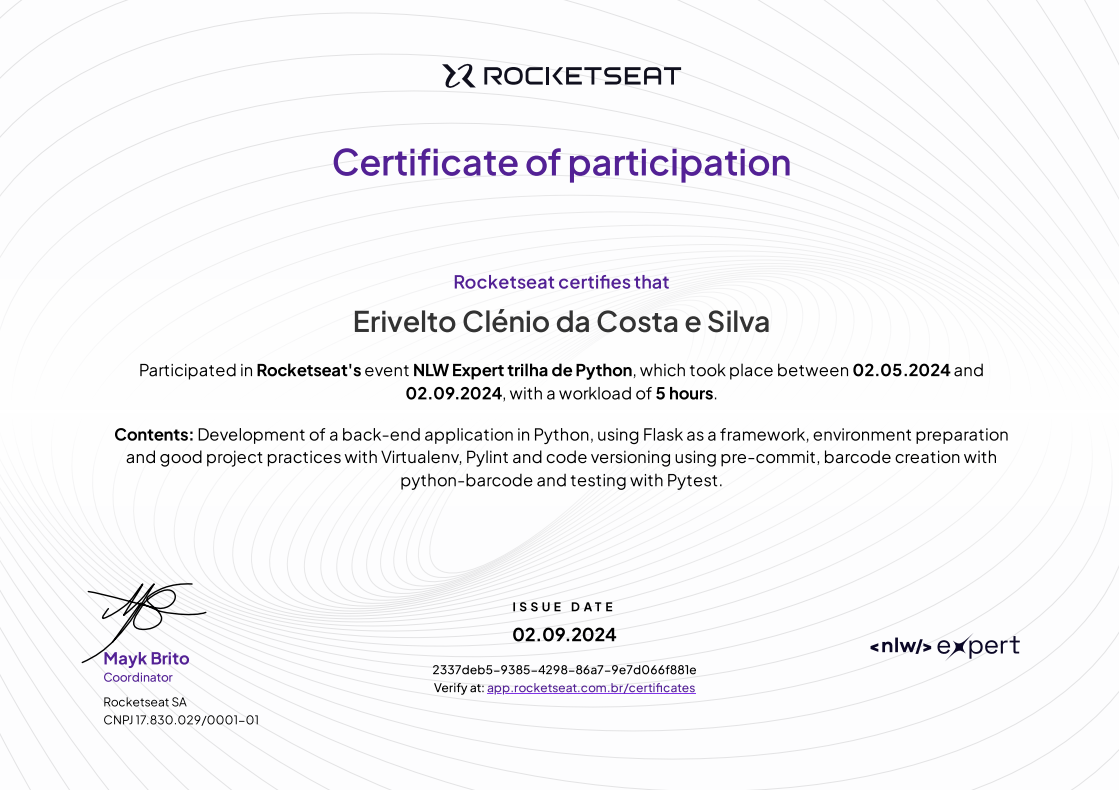 ROCKETSEAT
Certificate of participation
Rocketseat certifies that
Erivelto Clénio da Costa e Silva
Participated in Rocketseat's event NLW Expert trilha de Python, which took place between 02.05.2024 and
02.09.2024, with a workload of 5 hours.
Contents: Development of a back-end application in Python, using Flask as a framework, environment preparation
and good project practices with Virtualenv, Pylint and code versioning using pre-commit, barcode creation with
python-barcode and testing with Pytest.
Mayk Brito
Coordinator
Rocketseat SA
CNPJ 17.830.029/0001-01
ISSUE DATE
02.09.2024
2337deb5-9385-4298-86a7-9e7d066f881e
Verify at: app.rocketseat.com.br/certificates
<nlw/> expert